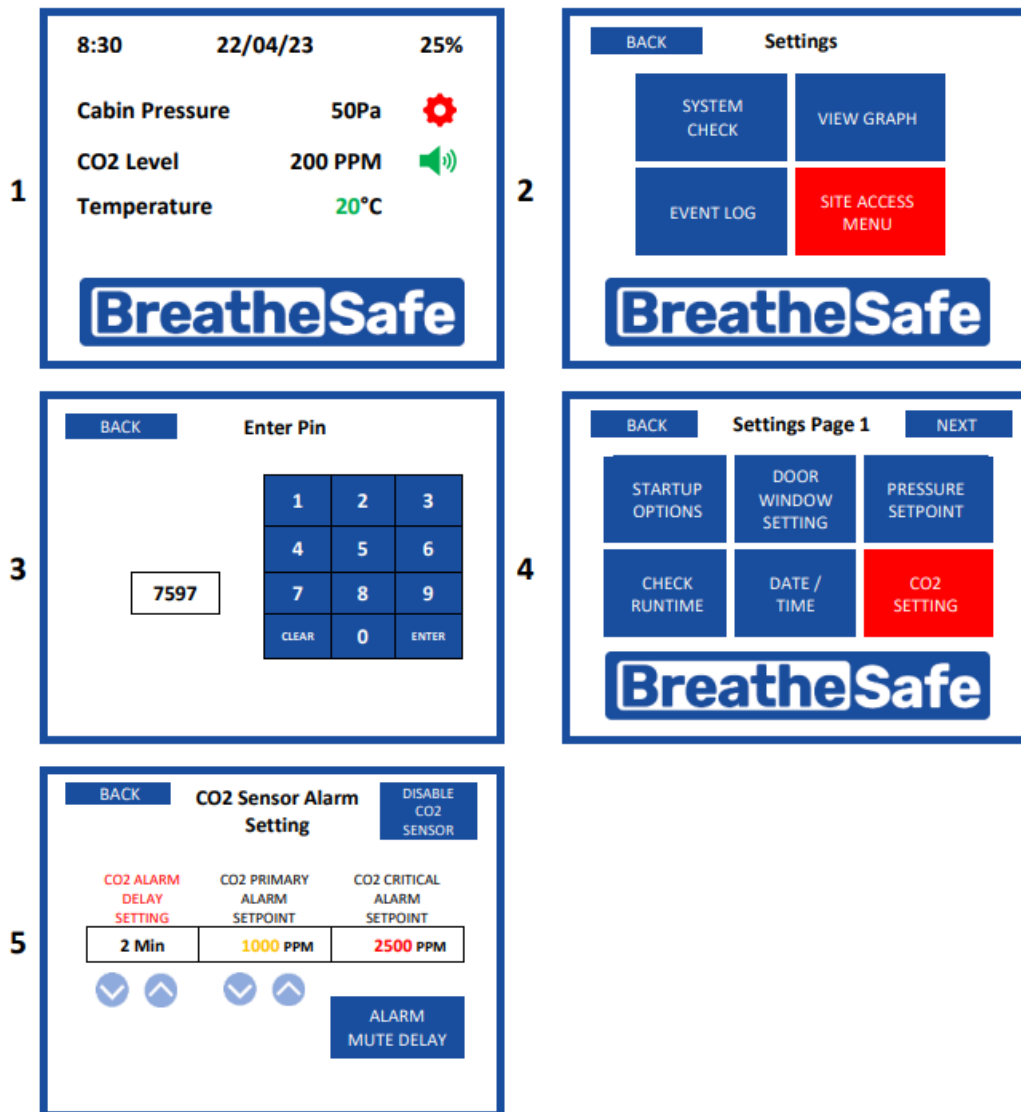 1
8:30 22/04/23 25%
Cabin Pressure 50Pa
CO2 Level 200 PPM
Temperature 20°C
BreatheSafe
2
BACK Settings
SYSTEM
CHECK
VIEW GRAPH
EVENT LOG
SITE ACCESS
MENU
BreatheSafe
3
BACK Enter Pin
1 2 3
4 5 6
7597
7 8 9
CLEAR 0 ENTER
4
BACK Settings Page 1 NEXT
STARTUP
OPTIONS
DOOR
WINDOW
SETTING
PRESSURE
SETPOINT
CHECK
RUNTIME
DATE /
TIME
CO2
SETTING
BreatheSafe
5
BACK
CO2 Sensor Alarm
Setting
DISABLE
CO2
SENSOR
CO2 ALARM
DELAY
SETTING
CO2 PRIMARY
ALARM
SETPOINT
CO2 CRITICAL
ALARM
SETPOINT
2 Min 1000 PPM 2500 PPM
ALARM
MUTE DELAY